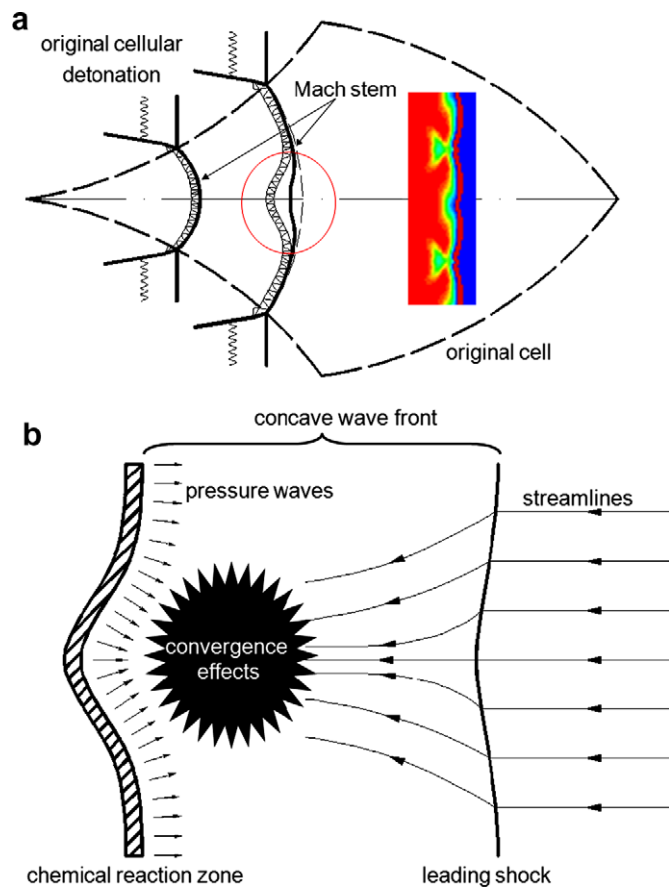 a
original cellular
detonation
Mach stem
original cell
b
concave wave front
pressure waves
streamlines
convergence
effects
chemical reaction zone
leading shock